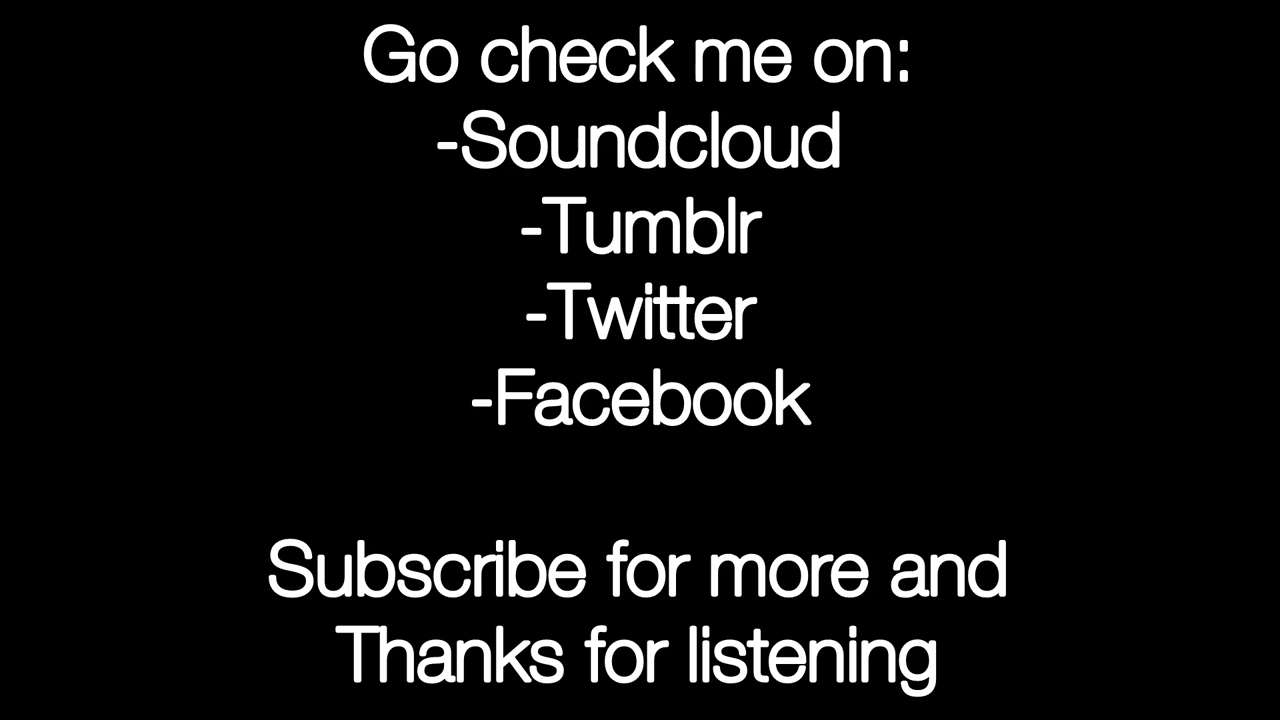 Go check me on:
-Soundcloud
-Tumblr
-Twitter
-Facebook
Subscribe for more and
Thanks for listening